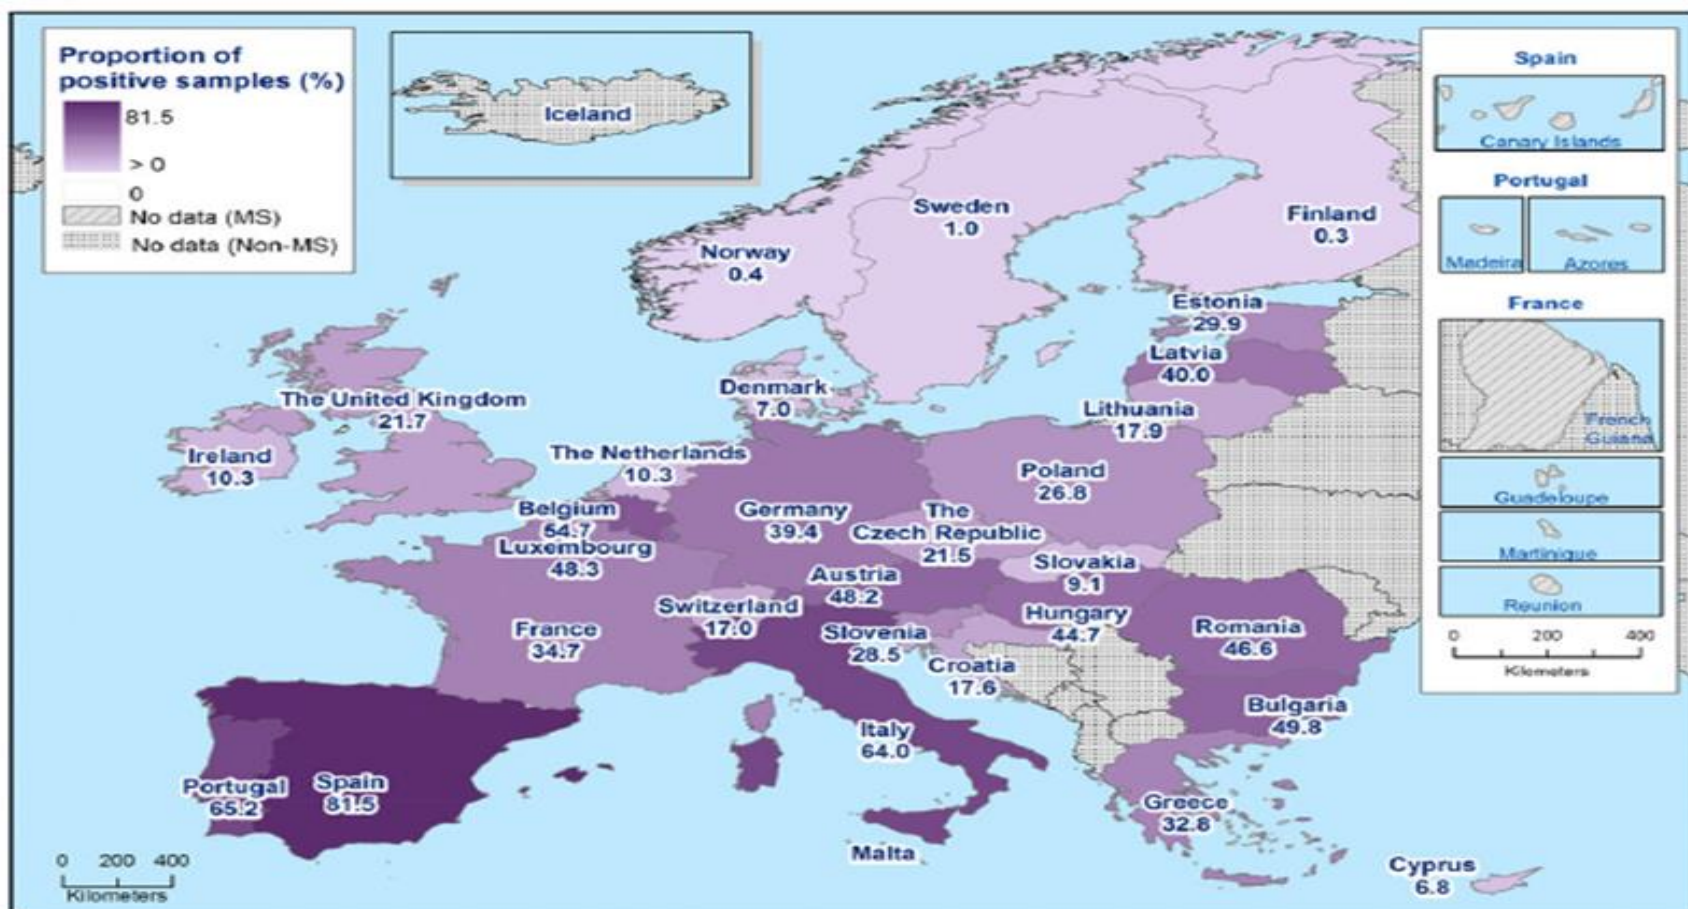 Proportion of
positive samples (%)
81.5
> 0
0
No data (MS)
No data (Non-MS)
Iceland
Sweden
1.0
Finland
0.3
Norway
0.4
Estonia
29.9
Latvia
40.0
Denmark
7.0
Lithuania
17.9
The United Kingdom
21.7
Ireland
10.3
The Netherlands
10.3
Poland
26.8
Belgium
54.7
Germany
39.4
The
Czech Republic
21.5
Luxembourg
48.3
Slovakia
9.1
Austria
48.2
Switzerland
17.0
Hungary
44.7
France
34.7
Slovenia
28.5
Romania
46.6
Croatia
17.6
Bulgaria
49.8
Italy
64.0
Portugal
65.2
Spain
81.5
Greece
32.8
Malta
Cyprus
6.8
0 200 400
Kilometers
Spain
Canary Islands
Portugal
Madeira
Azores
France
French
Guiana
Guadeloupe
Martinique
Reunion
0 200 400
Kilometers